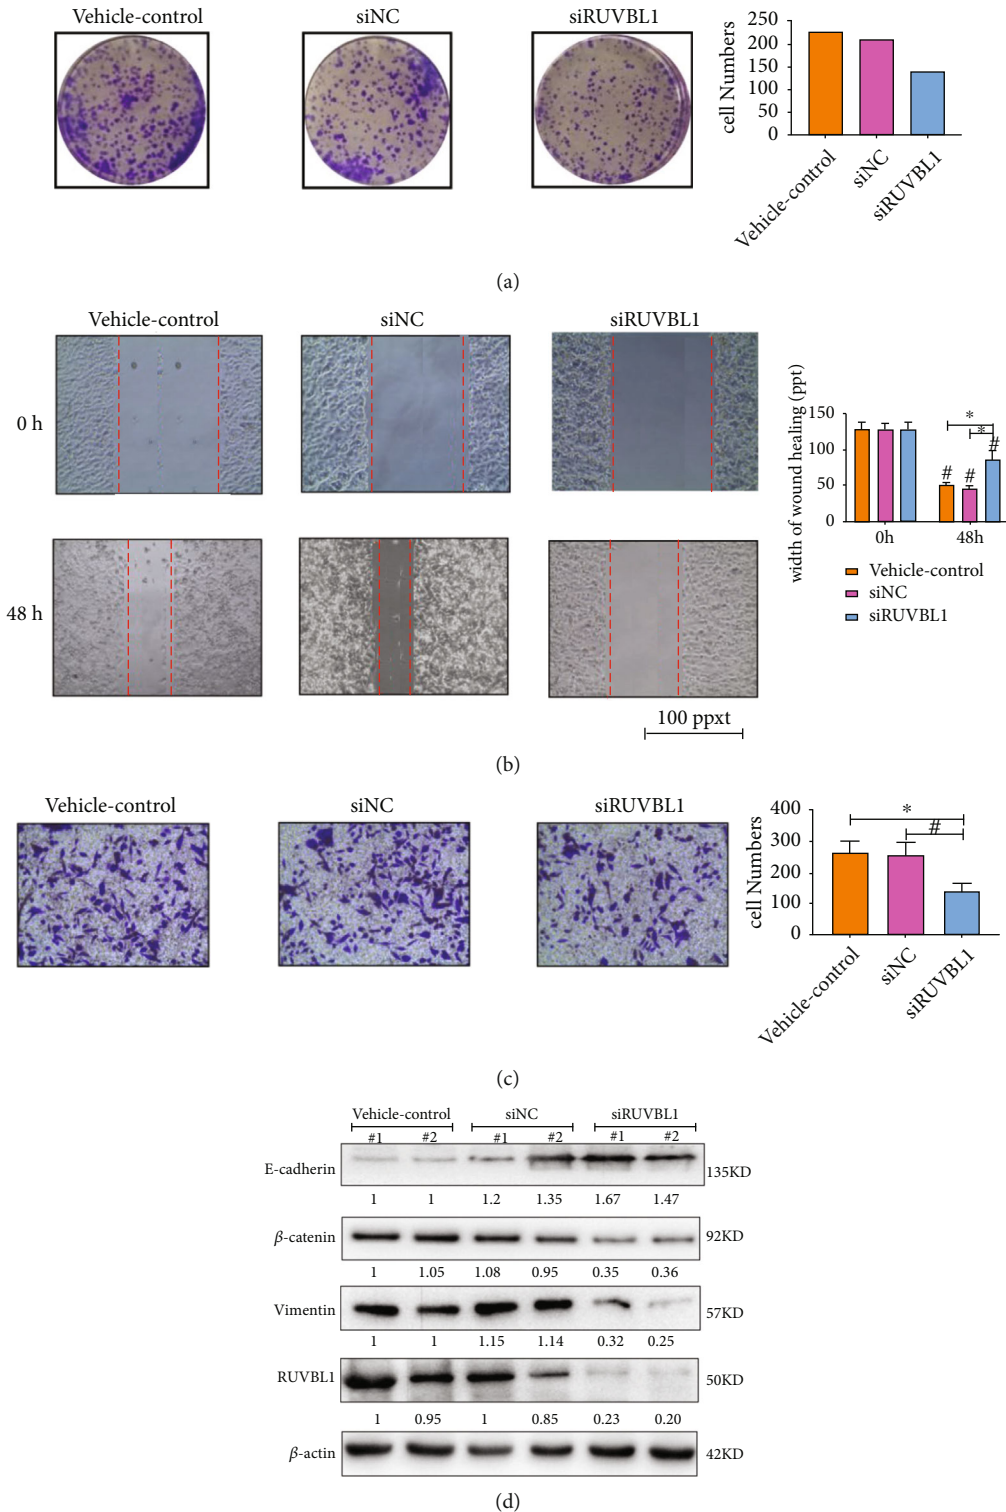 Vehicle-control siNC siRUVBL1
cell Numbers
250
200
150
100
50
0
Vehicle-control siNC siRUVBL1
(a)
Vehicle-control siNC siRUVBL1
0 h
48 h
100 ppxt
width of wound healing (ppt)
150
100
50
0
# # #
* *
0h 48h
Vehicle-control
siNC
siRUVBL1
(b)
Vehicle-control siNC siRUVBL1
cell Numbers
400
300
200
100
0
*
#
Vehicle-control siNC siRUVBL1
(c)
Vehicle-control siNC siRUVBL1
#1 #2 #1 #2 #1 #2
E-cadherin 135KD
1 1 1.2 1.35 1.67 1.47
β-catenin 92KD
1 1.05 1.08 0.95 0.35 0.36
Vimentin 57KD
1 1 1.15 1.14 0.32 0.25
RUVBL1 50KD
1 0.95 1 0.85 0.23 0.20
β-actin 42KD
(d)